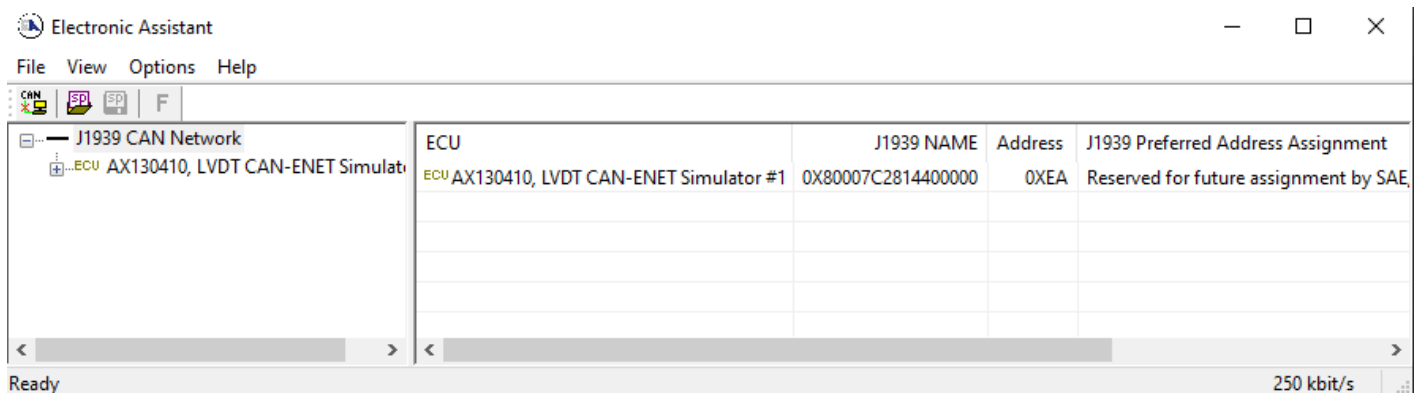 Electronic Assistant
File View Options Help
CAN SP SP F
J1939 CAN Network
ECU AX130410, LVDT CAN-ENET Simulat
ECU J1939 NAME Address J1939 Preferred Address Assignment
ECU AX130410, LVDT CAN-ENET Simulator #1 0X80007C2814400000 0XEA Reserved for future assignment by SAE,
Ready 250 kbit/s